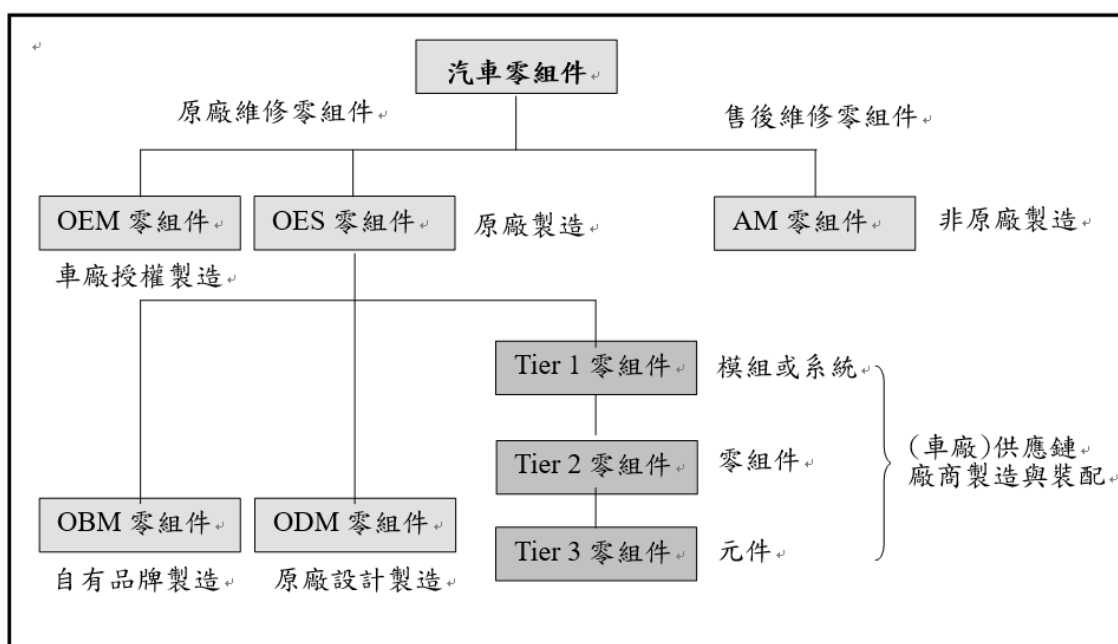 汽車零組件
原廠維修零組件
售後維修零組件
OEM 零組件
OES 零組件
原廠製造
AM 零組件
非原廠製造
車廠授權製造
Tier 1 零組件
模組或系統
Tier 2 零組件
零組件
(車廠)供應鏈
廠商製造與裝配
OBM 零組件
ODM 零組件
Tier 3 零組件
元件
自有品牌製造
原廠設計製造